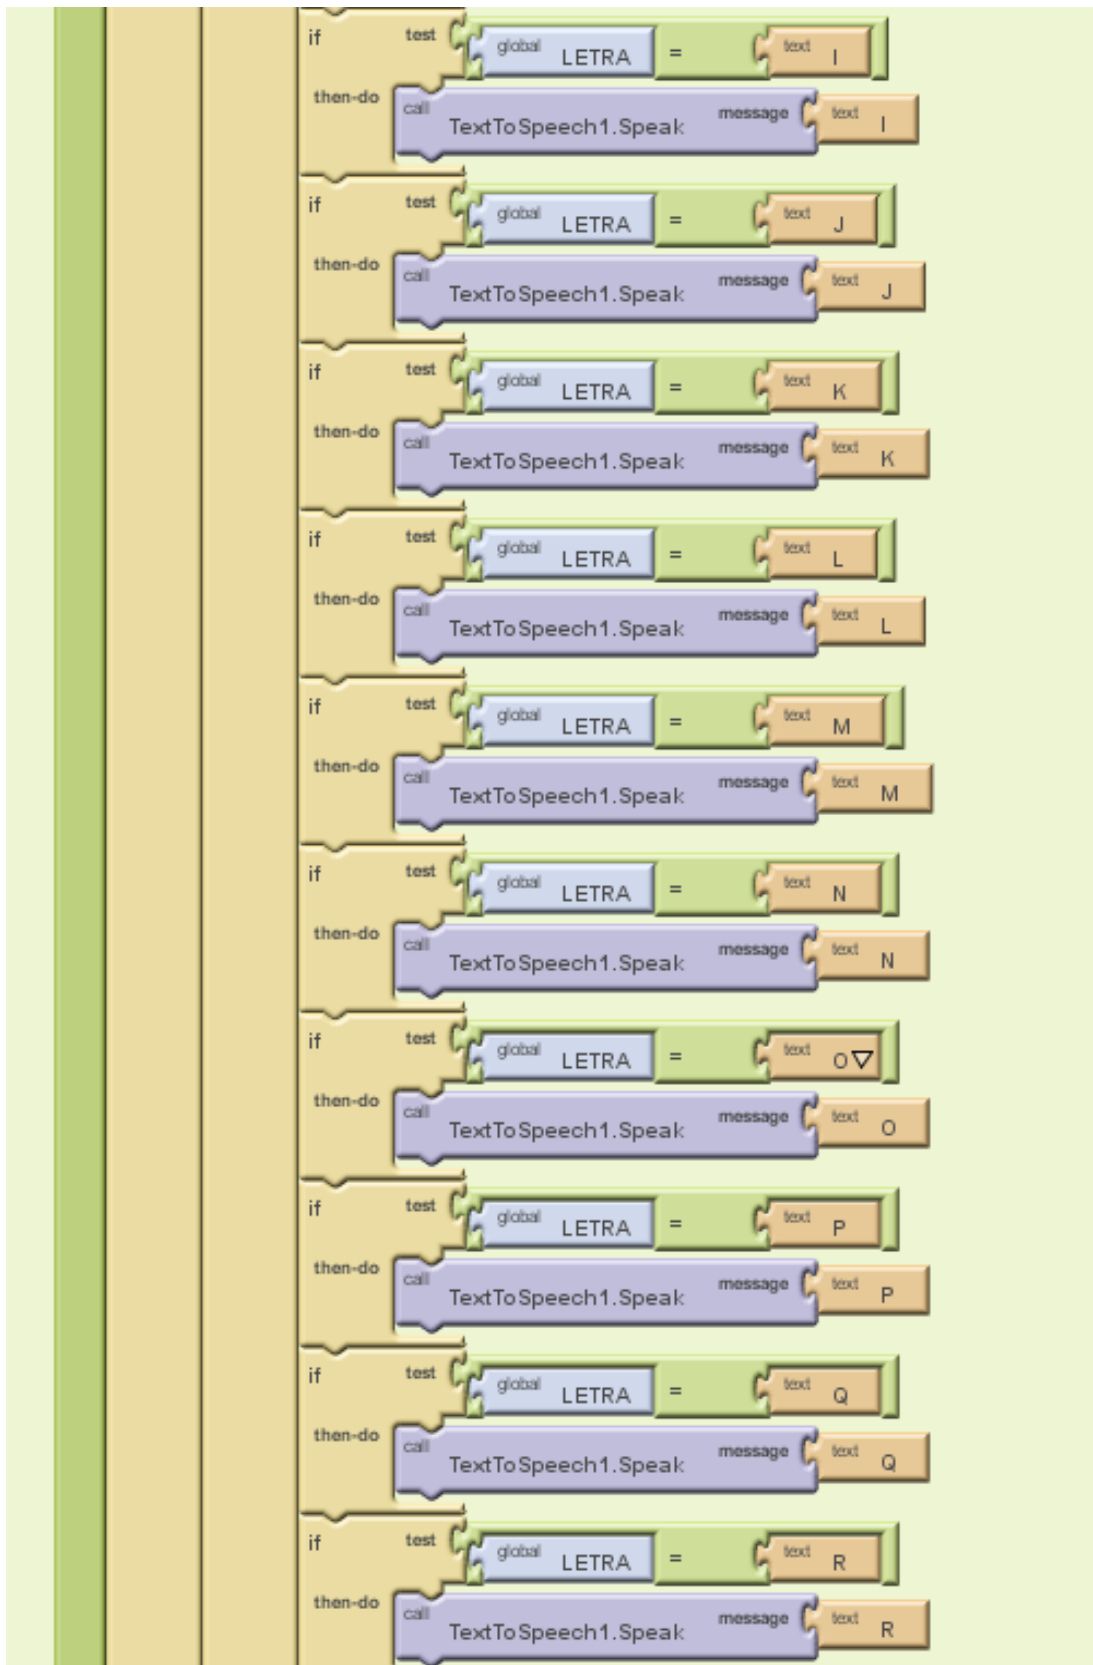 if test global LETRA = text I
then-do call TextToSpeech1.Speak message text I
if test global LETRA = text J
then-do call TextToSpeech1.Speak message text J
if test global LETRA = text K
then-do call TextToSpeech1.Speak message text K
if test global LETRA = text L
then-do call TextToSpeech1.Speak message text L
if test global LETRA = text M
then-do call TextToSpeech1.Speak message text M
if test global LETRA = text N
then-do call TextToSpeech1.Speak message text N
if test global LETRA = text O
then-do call TextToSpeech1.Speak message text O
if test global LETRA = text P
then-do call TextToSpeech1.Speak message text P
if test global LETRA = text Q
then-do call TextToSpeech1.Speak message text Q
if test global LETRA = text R
then-do call TextToSpeech1.Speak message text R